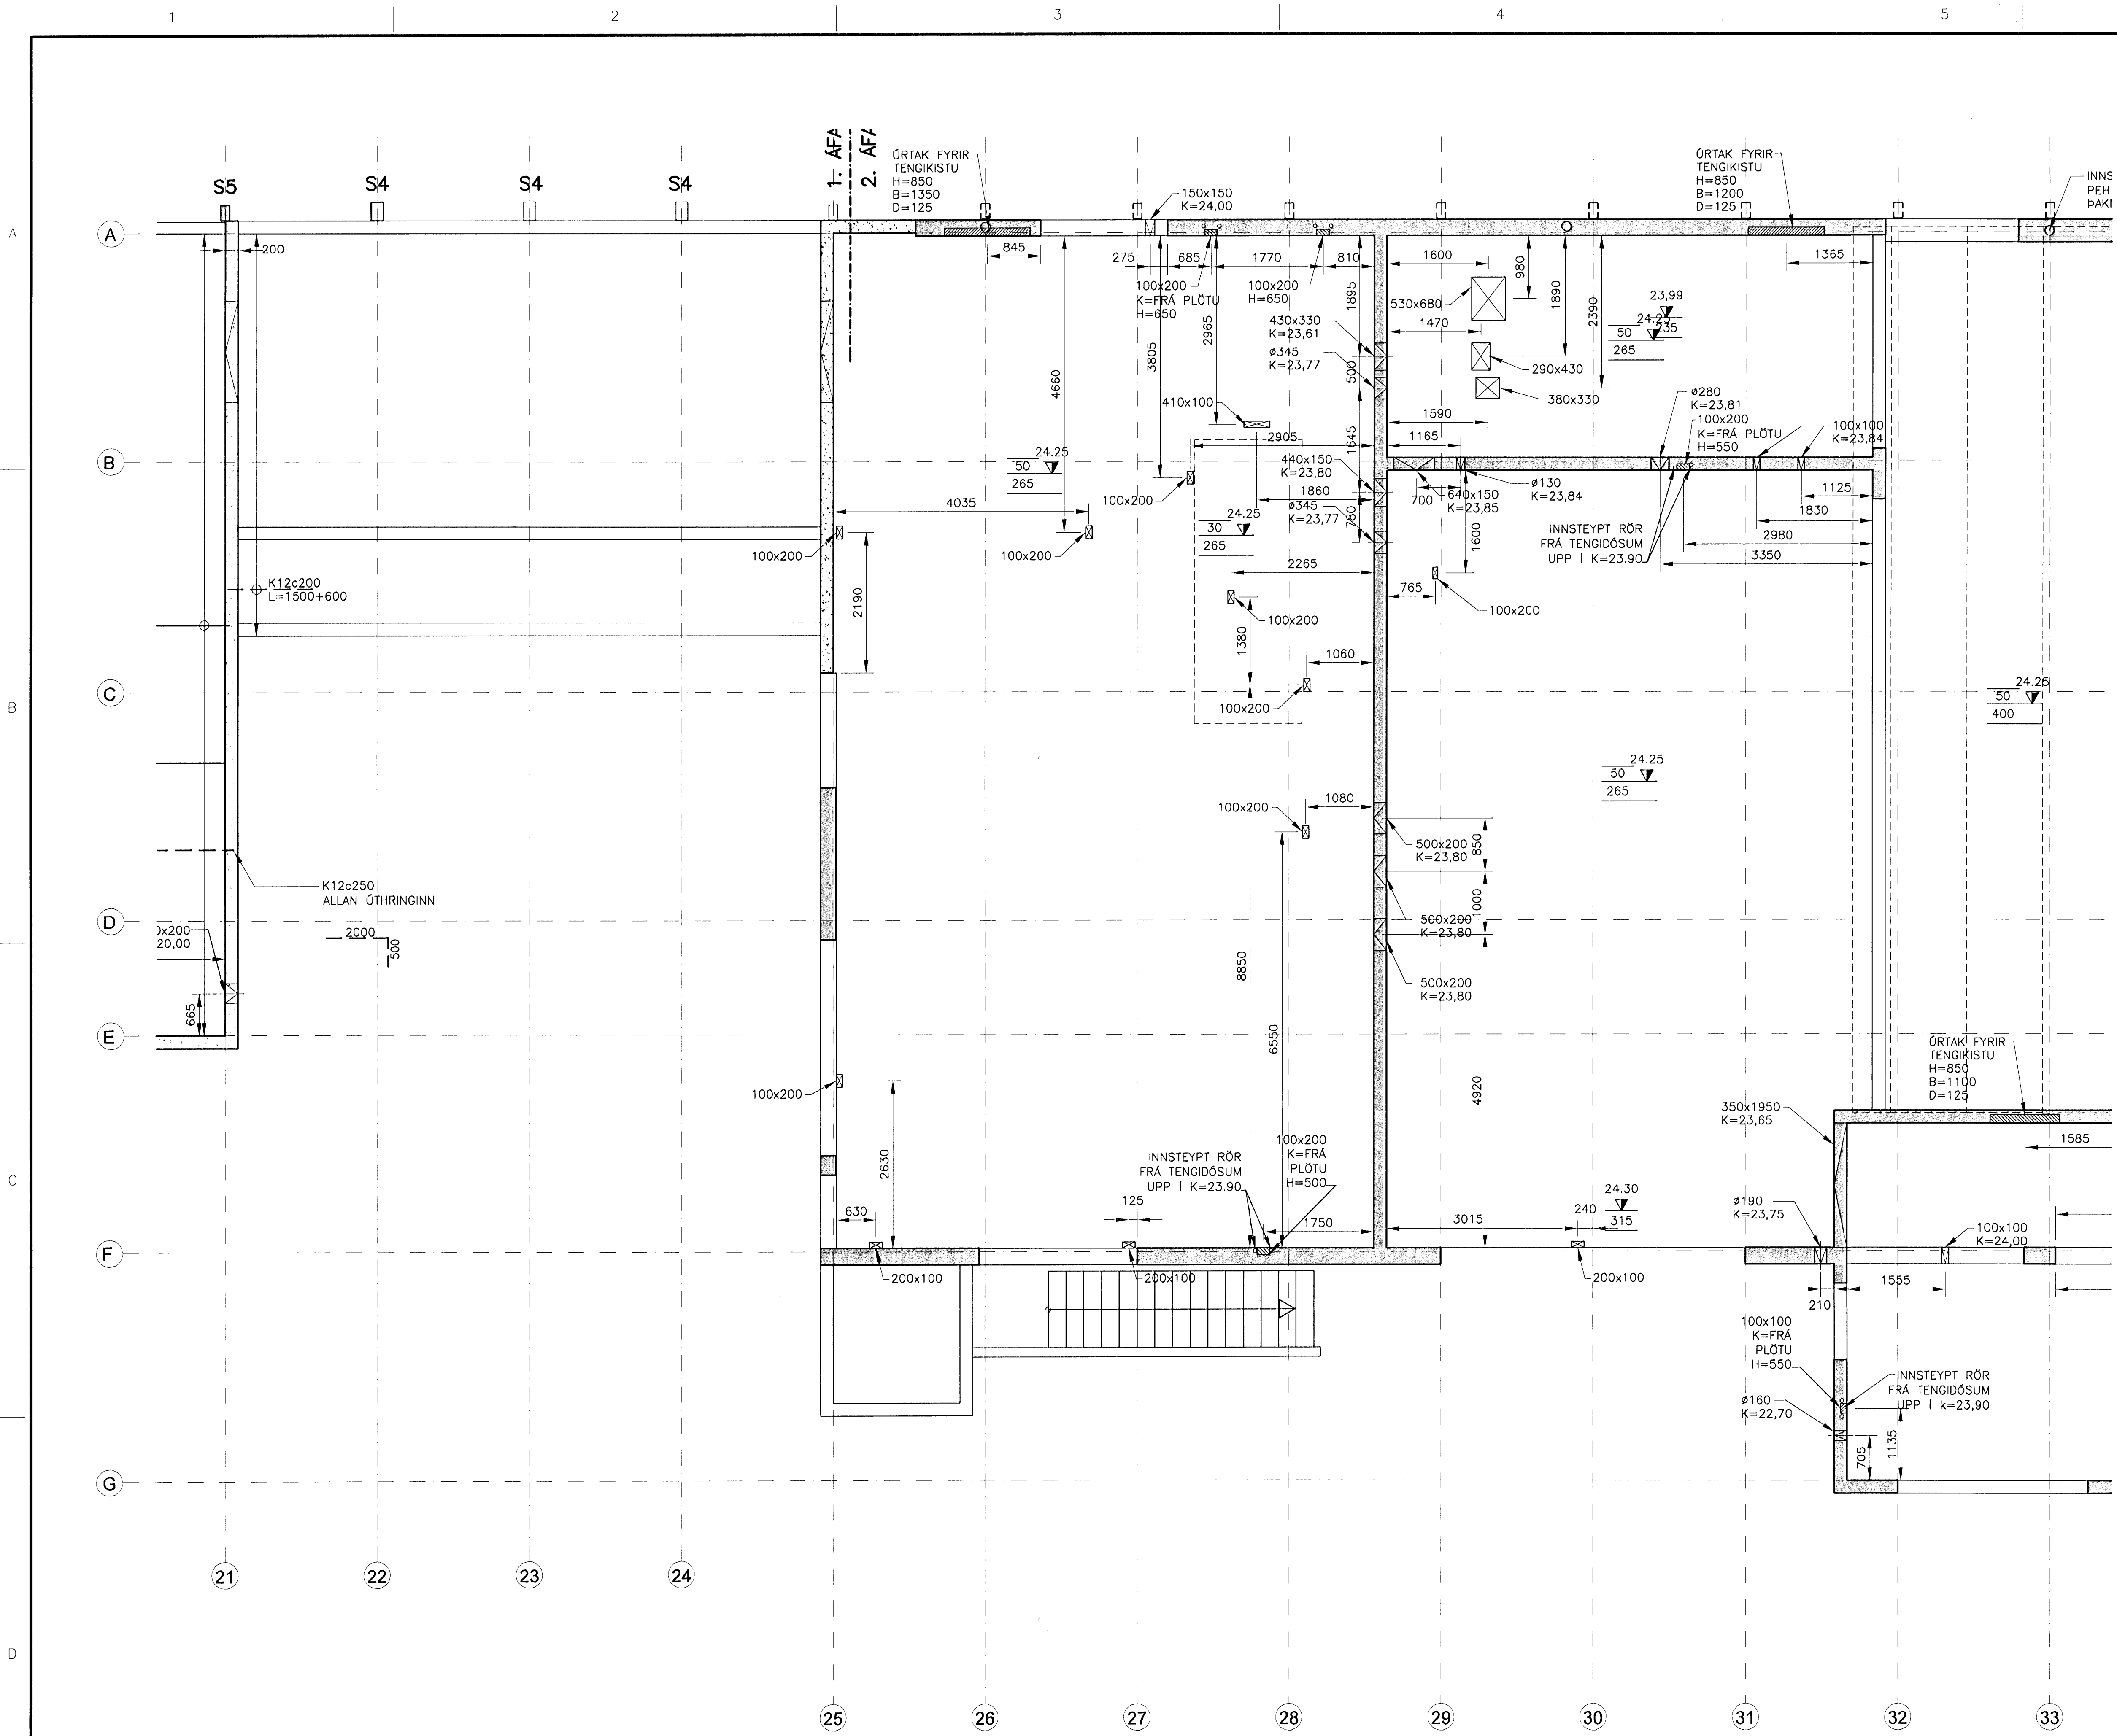 1
2
3
4
5
A
B
C
D
S5
S4
S4
S4
1. ÁFA
2. ÁFA
ÚRTAK FYRIR
TENGIKISTU
H=850
B=1350
D=125
150x150
K=24,00
ÚRTAK FYRIR
TENGIKISTU
H=850
B=1200
D=125
INNS
PEH
A
200
845
275
685
1770
810
1600
980
1365
100x200
K=FRÁ PLÖTU
H=650
100x200
H=650
1895
1890
2390
530x680
23,99
24.25
235
50
265
430x330
K=23,61
1470
2965
3805
4660
ø345
K=23,77
500
290x430
380x330
410x100
1590
ø280
K=23,81
100x200
K=FRÁ PLÖTU
H=550
100x100
K=23,84
1645
2905
1165
B
24.25
50
265
440x150
K=23,80
100x200
1860
700
640x150
K=23,85
ø130
K=23,84
1125
1830
4035
24.25
30
265
ø345
K=23,77
780
1600
INNSTEYPT RÖR
FRÁ TENGIDÓSUM
UPP Í K=23.90
2980
3350
100x200
100x200
2265
K12c200
L=1500+600
2190
765
100x200
100x200
1380
1060
C
100x200
24.25
50
400
24.25
50
265
1080
100x200
500x200
K=23,80
850
K12c250
ALLAN ÚTHRINGINN
1000
D
0x200
20,00
2000
500
500x200
K=23,80
8850
500x200
K=23,80
665
E
6550
4920
ÚRTAK FYRIR
TENGIKISTU
H=850
B=1100
D=125
100x200
350x1950
K=23,65
1585
2630
INNSTEYPT RÖR
FRÁ TENGIDÓSUM
UPP Í K=23.90
100x200
K=FRÁ
PLÖTU
H=500
630
125
1750
3015
240
24.30
315
ø190
K=23,75
100x100
K=24,00
F
200x100
200x100
200x100
210
1555
100x100
K=FRÁ
PLÖTU
H=550
INNSTEYPT RÖR
FRÁ TENGIDÓSUM
UPP Í k=23,90
ø160
K=22,70
705
1135
G
21
22
23
24
25
26
27
28
29
30
31
32
33